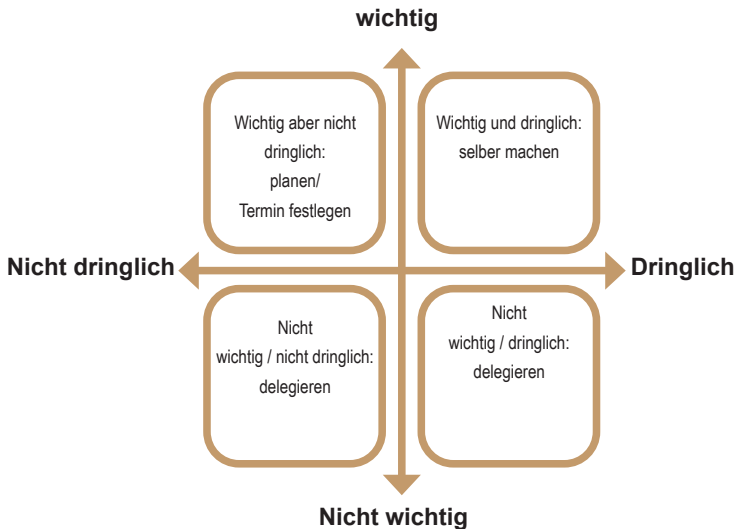 wichtig
Wichtig aber nicht
dringlich:
planen/
Termin festlegen
Wichtig und dringlich:
selber machen
Nicht dringlich
Dringlich
Nicht
wichtig / nicht dringlich:
delegieren
Nicht
wichtig / dringlich:
delegieren
Nicht wichtig